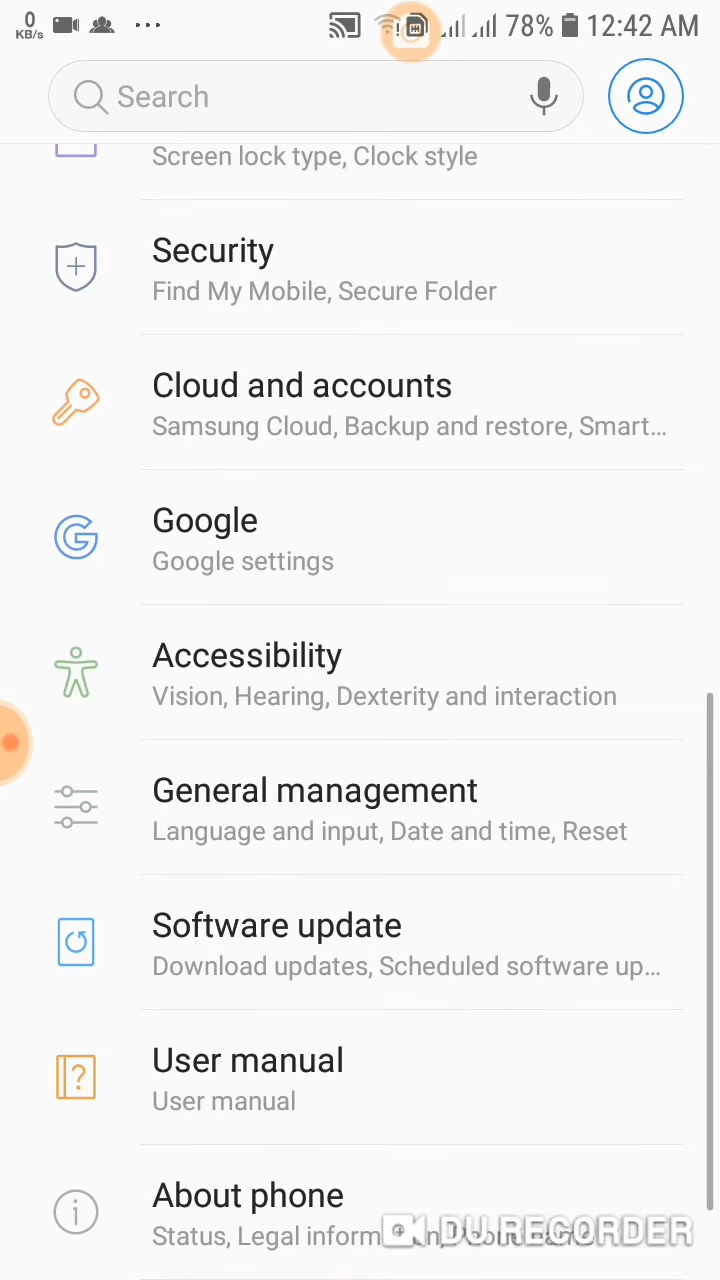 0
KB/s
78% 12:42 AM
Search
Screen lock type, Clock style
Security
Find My Mobile, Secure Folder
Cloud and accounts
Samsung Cloud, Backup and restore, Smart...
Google
Google settings
Accessibility
Vision, Hearing, Dexterity and interaction
General management
Language and input, Date and time, Reset
Software update
Download updates, Scheduled software up...
User manual
User manual
About phone
Status, Legal inform
DU RECORDER